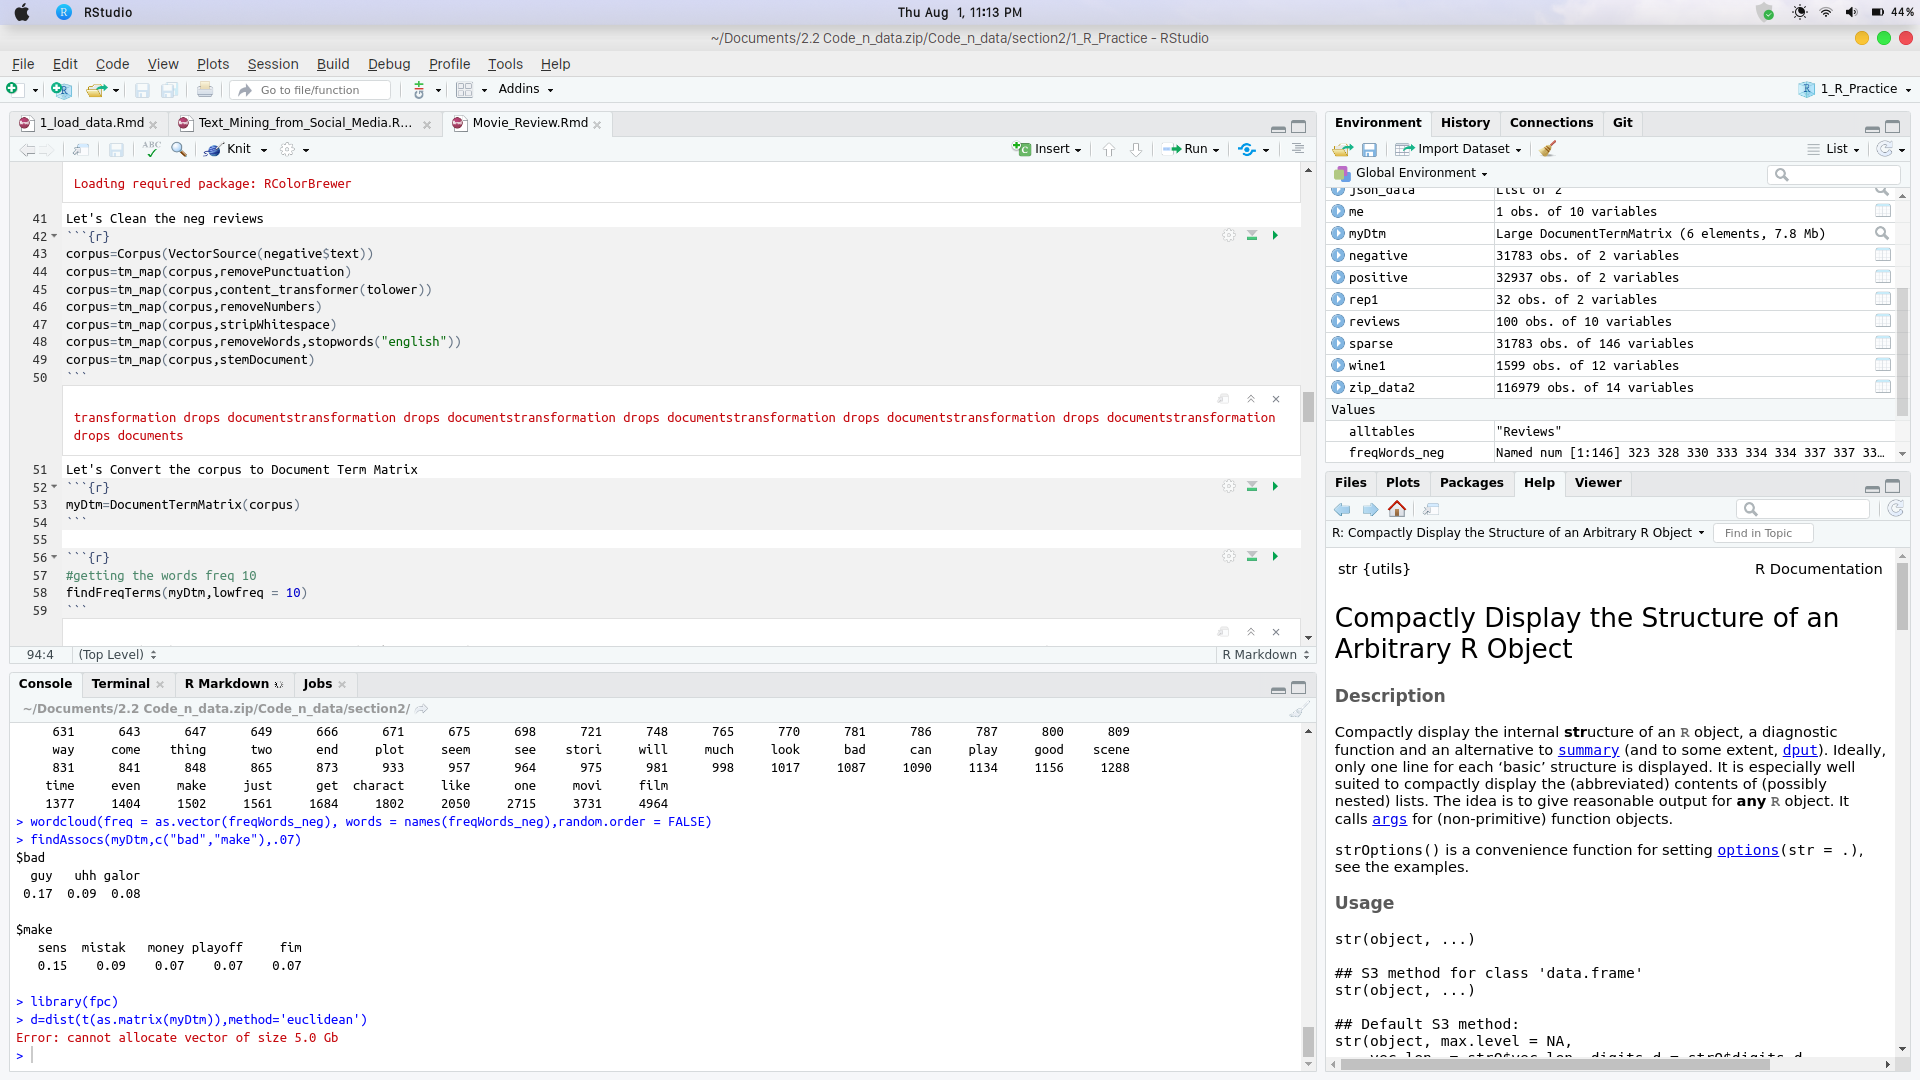 RStudio
Thu Aug 1, 11:13 PM
44%
~/Documents/2.2 Code_n_data.zip/Code_n_data/section2/1_R_Practice - RStudio
File Edit Code View Plots Session Build Debug Profile Tools Help
Go to file/function
Addins
1_R_Practice
1_load_data.Rmd
Text_Mining_from_Social_Media.R...
Movie_Review.Rmd
Knit
Insert
Run
Loading required package: RColorBrewer
41 Let's Clean the neg reviews
42 ```{r}
43 corpus=Corpus(VectorSource(negative$text))
44 corpus=tm_map(corpus,removePunctuation)
45 corpus=tm_map(corpus,content_transformer(tolower))
46 corpus=tm_map(corpus,removeNumbers)
47 corpus=tm_map(corpus,stripWhitespace)
48 corpus=tm_map(corpus,removeWords,stopwords("english"))
49 corpus=tm_map(corpus,stemDocument)
50 ```
transformation drops documentstransformation drops documentstransformation drops documentstransformation drops documentstransformation drops documentstransformation
drops documents
51 Let's Convert the corpus to Document Term Matrix
52 ```{r}
53 myDtm=DocumentTermMatrix(corpus)
54 ```
55
56 ```{r}
57 #getting the words freq 10
58 findFreqTerms(myDtm,lowfreq = 10)
59 ```
94:4 (Top Level) R Markdown
Console Terminal R Markdown Jobs
~/Documents/2.2 Code_n_data.zip/Code_n_data/section2/
631 643 647 649 666 671 675 698 721 748 765 770 781 786 787 800 809
way come thing two end plot seem see stori will much look bad can play good scene
831 841 848 865 873 933 957 964 975 981 998 1017 1087 1090 1134 1156 1288
time even make just get charact like one movi film
1377 1404 1502 1561 1684 1802 2050 2715 3731 4964
> wordcloud(freq = as.vector(freqWords_neg), words = names(freqWords_neg),random.order = FALSE)
> findAssocs(myDtm,c("bad","make"),.07)
$bad
guy uhh galor
0.17 0.09 0.08
$make
sens mistak money playoff fim
0.15 0.09 0.07 0.07 0.07
> library(fpc)
> d=dist(t(as.matrix(myDtm)),method='euclidean')
Error: cannot allocate vector of size 5.0 Gb
>
Environment History Connections Git
Import Dataset
List
Global Environment
json_data List of 2
me 1 obs. of 10 variables
myDtm Large DocumentTermMatrix (6 elements, 7.8 Mb)
negative 31783 obs. of 2 variables
positive 32937 obs. of 2 variables
rep1 32 obs. of 2 variables
reviews 100 obs. of 10 variables
sparse 31783 obs. of 146 variables
wine1 1599 obs. of 12 variables
zip_data2 116979 obs. of 14 variables
Values
alltables "Reviews"
freqWords_neg Named num [1:146] 323 328 330 333 334 334 337 337 33…
Files Plots Packages Help Viewer
R: Compactly Display the Structure of an Arbitrary R Object
Find in Topic
str {utils} R Documentation
Compactly Display the Structure of an
Arbitrary R Object
Description
Compactly display the internal structure of an R object, a diagnostic
function and an alternative to summary (and to some extent, dput). Ideally,
only one line for each ‘basic’ structure is displayed. It is especially well
suited to compactly display the (abbreviated) contents of (possibly
nested) lists. The idea is to give reasonable output for any R object. It
calls args for (non-primitive) function objects.
strOptions() is a convenience function for setting options(str = .),
see the examples.
Usage
str(object, ...)
## S3 method for class 'data.frame'
str(object, ...)
## Default S3 method:
str(object, max.level = NA,